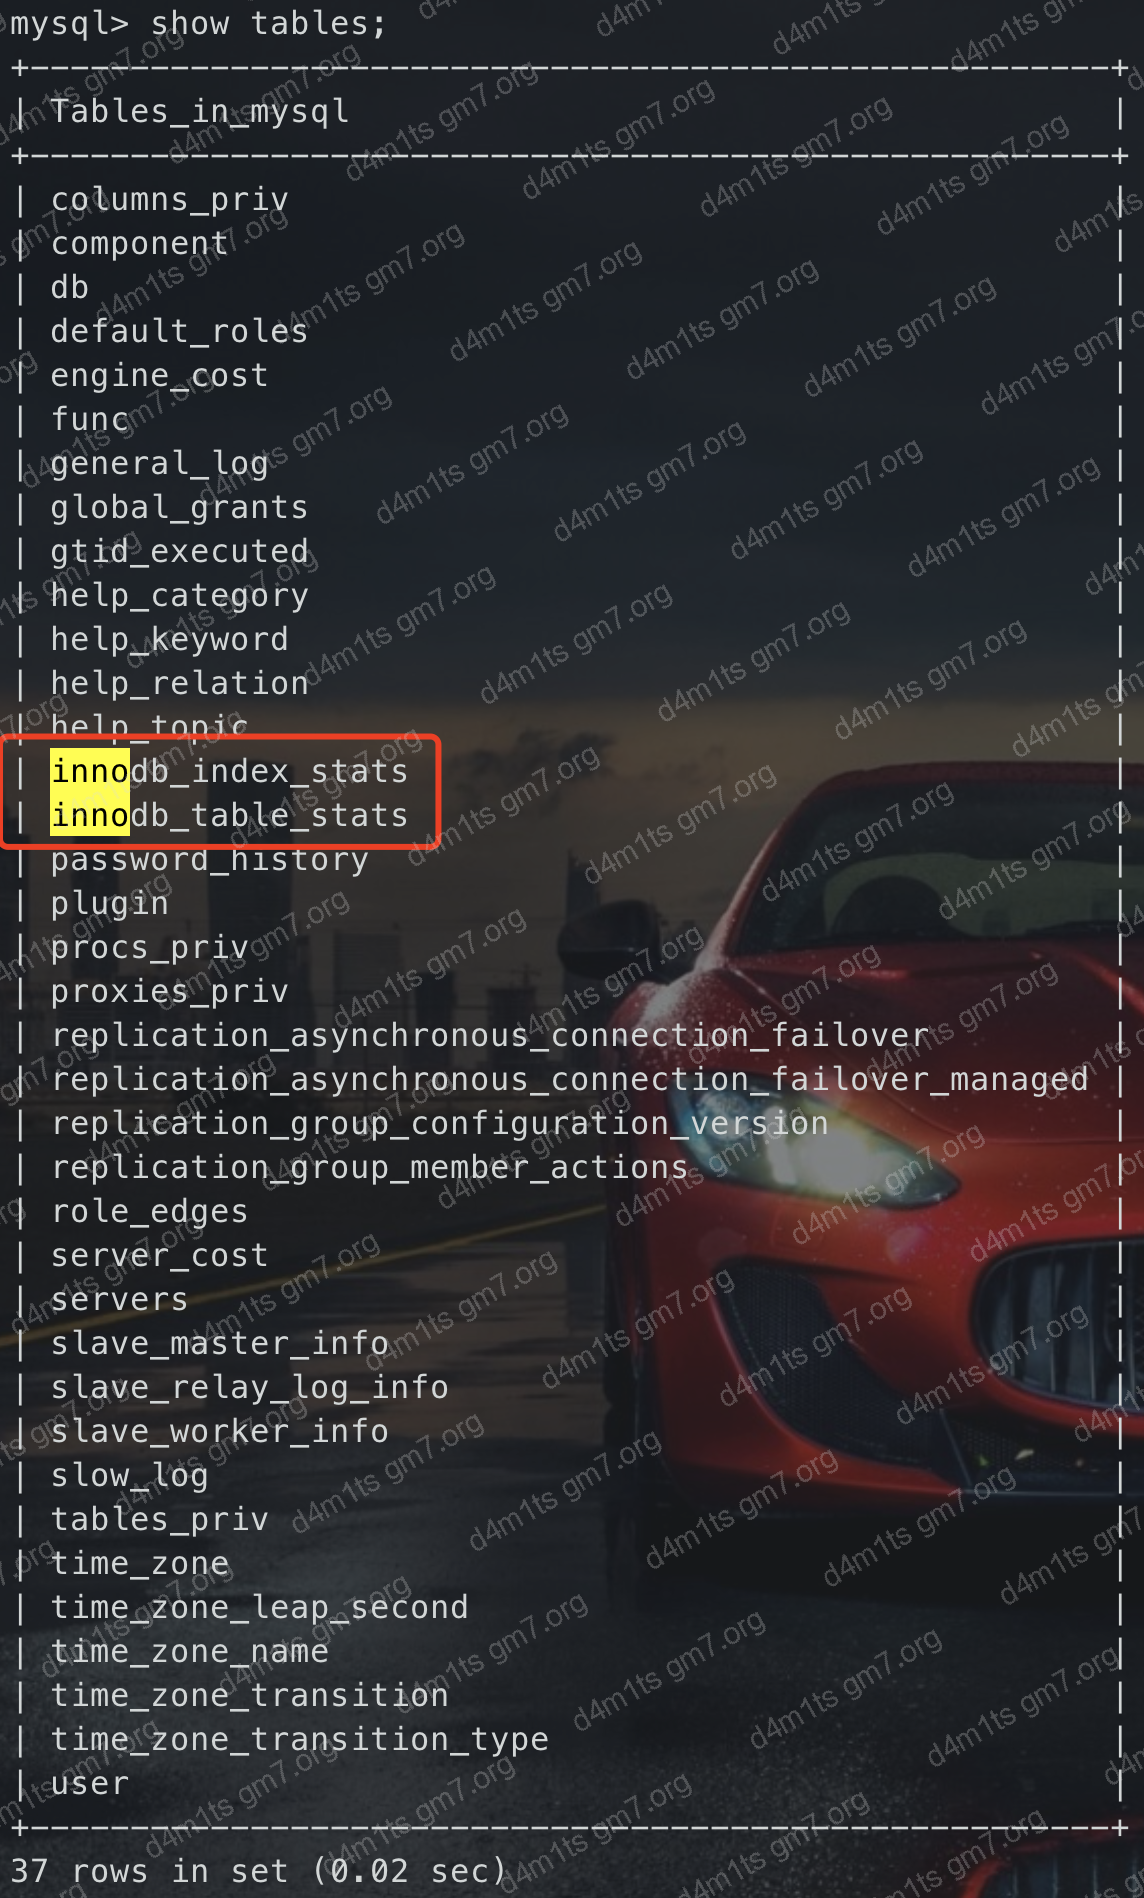 mysql> show tables;
+------------------------------------------------------+
| Tables_in_mysql                                      |
+------------------------------------------------------+
| columns_priv                                         |
| component                                            |
| db                                                   |
| default_roles                                        |
| engine_cost                                          |
| func                                                 |
| general_log                                          |
| global_grants                                        |
| gtid_executed                                        |
| help_category                                        |
| help_keyword                                         |
| help_relation                                        |
| help_topic                                           |
| innodb_index_stats                                   |
| innodb_table_stats                                   |
| password_history                                     |
| plugin                                               |
| procs_priv                                           |
| proxies_priv                                         |
| replication_asynchronous_connection_failover         |
| replication_asynchronous_connection_failover_managed |
| replication_group_configuration_version              |
| replication_group_member_actions                     |
| role_edges                                           |
| server_cost                                          |
| servers                                              |
| slave_master_info                                    |
| slave_relay_log_info                                 |
| slave_worker_info                                    |
| slow_log                                             |
| tables_priv                                          |
| time_zone                                            |
| time_zone_leap_second                                |
| time_zone_name                                       |
| time_zone_transition                                 |
| time_zone_transition_type                            |
| user                                                 |
+------------------------------------------------------+
37 rows in set (0.02 sec)
d4m1ts gm7.org